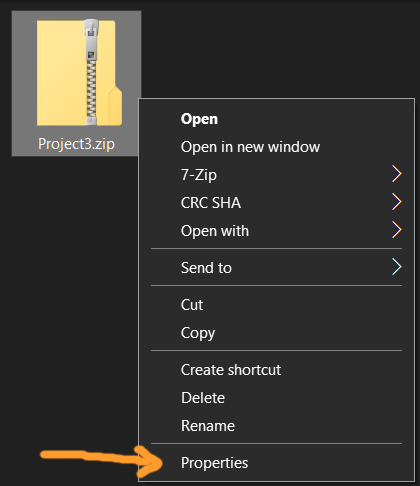 Project3.zip
Open
Open in new window
7-Zip
CRC SHA
Open with
Send to
Cut
Copy
Create shortcut
Delete
Rename
Properties